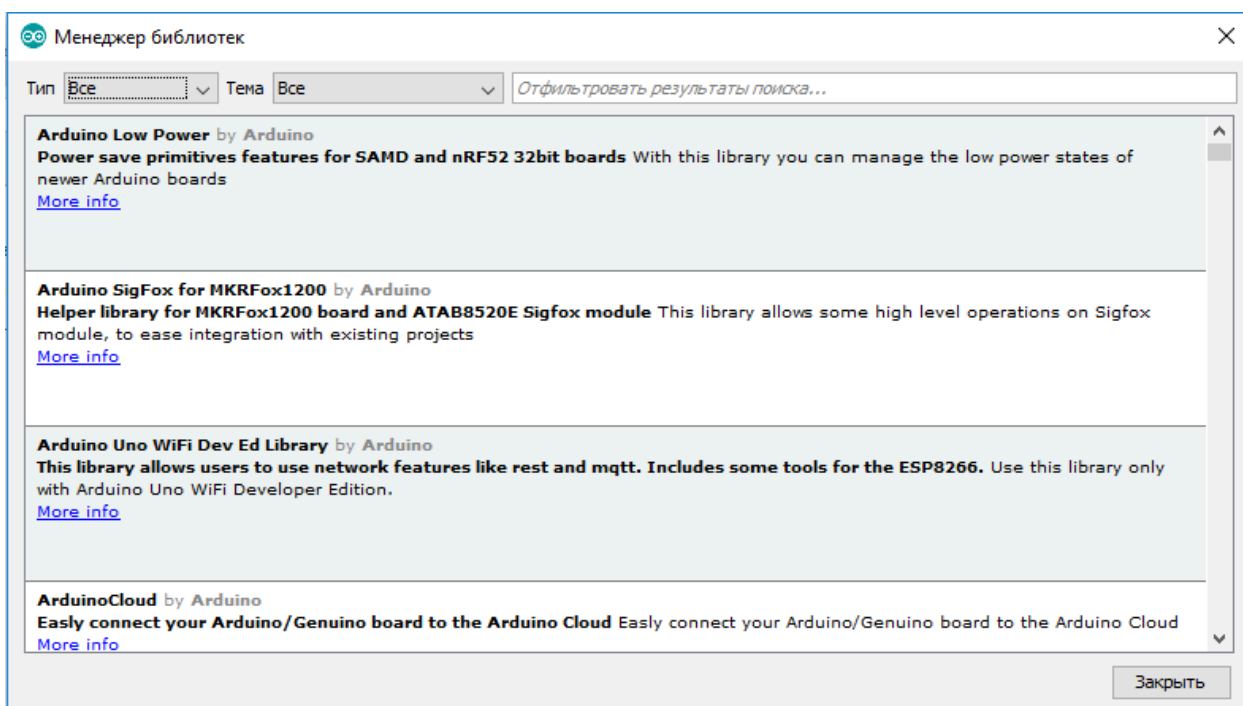 Менеджер библиотек
Тип Все Тема Все Отфильтровать результаты поиска...
Arduino Low Power by Arduino
Power save primitives features for SAMD and nRF52 32bit boards With this library you can manage the low power states of
newer Arduino boards
More info
Arduino SigFox for MKRFox1200 by Arduino
Helper library for MKRFox1200 board and ATAB8520E Sigfox module This library allows some high level operations on Sigfox
module, to ease integration with existing projects
More info
Arduino Uno WiFi Dev Ed Library by Arduino
This library allows users to use network features like rest and mqtt. Includes some tools for the ESP8266. Use this library only
with Arduino Uno WiFi Developer Edition.
More info
ArduinoCloud by Arduino
Easly connect your Arduino/Genuino board to the Arduino Cloud Easly connect your Arduino/Genuino board to the Arduino Cloud
More info
Закрыть